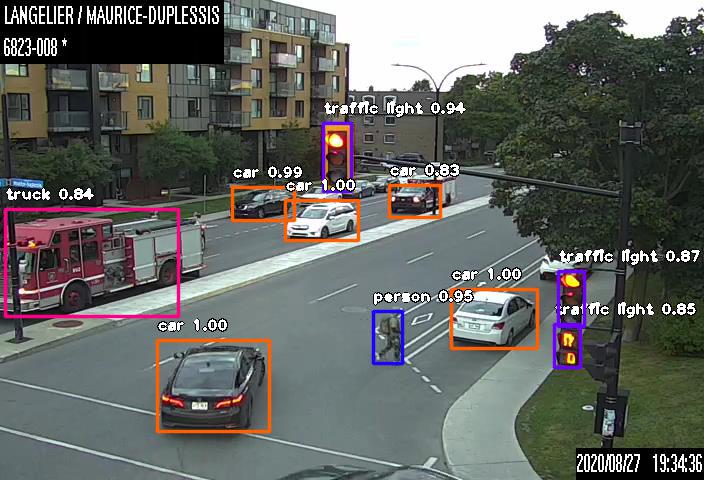 LANGELIER / MAURICE-DUPLESSIS
6823-008 *
traffic light 0.94
car 0.99
car 1.00
car 0.83
truck 0.84
traffic light 0.87
car 1.00
person 0.95
traffic light 0.85
car 1.00
2020/08/27 19:34:36